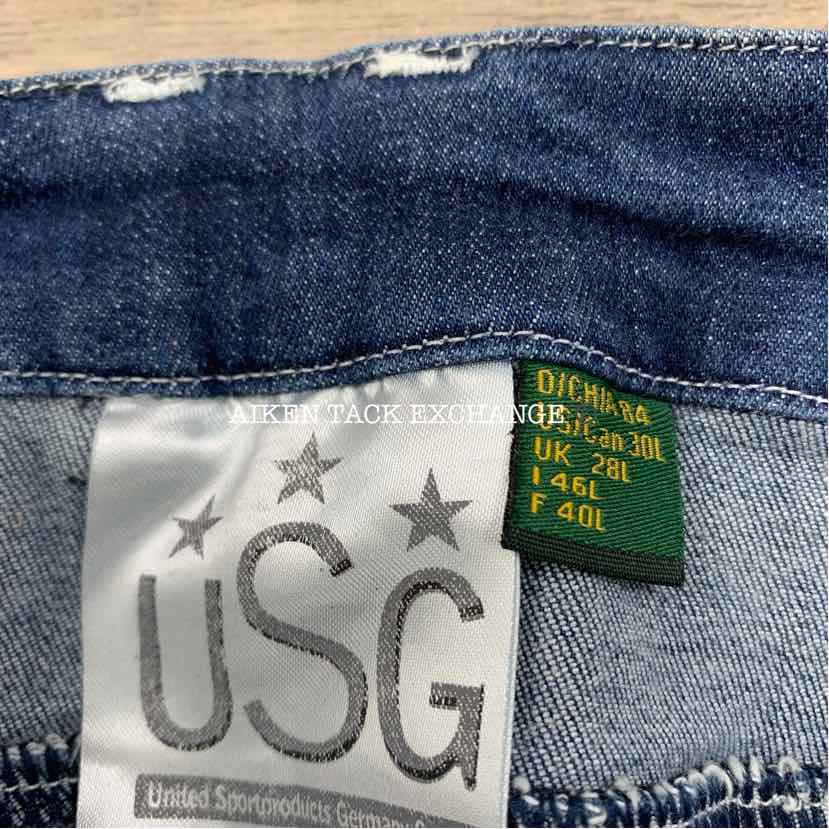 AIKEN TACK EXCHANGE
D/CH/A 84
US/Can 30L
UK 28L
I 46L
F 40L
USG
United Sportproducts Germany